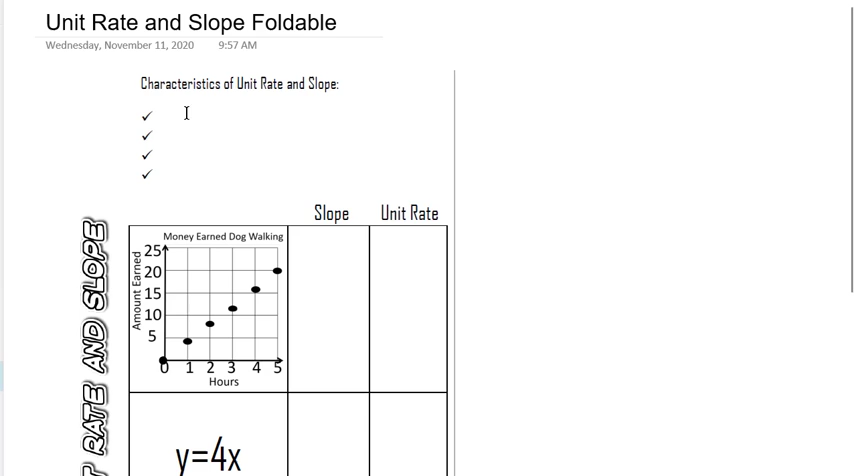 Unit Rate and Slope Foldable
Wednesday, November 11, 2020 9:57 AM
Characteristics of Unit Rate and Slope:
✓
✓
✓
✓
Slope Unit Rate
Money Earned Dog Walking
Amount Earned
25
20
15
10
5
0 1 2 3 4 5
Hours
RATE AND SLOPE
y=4x